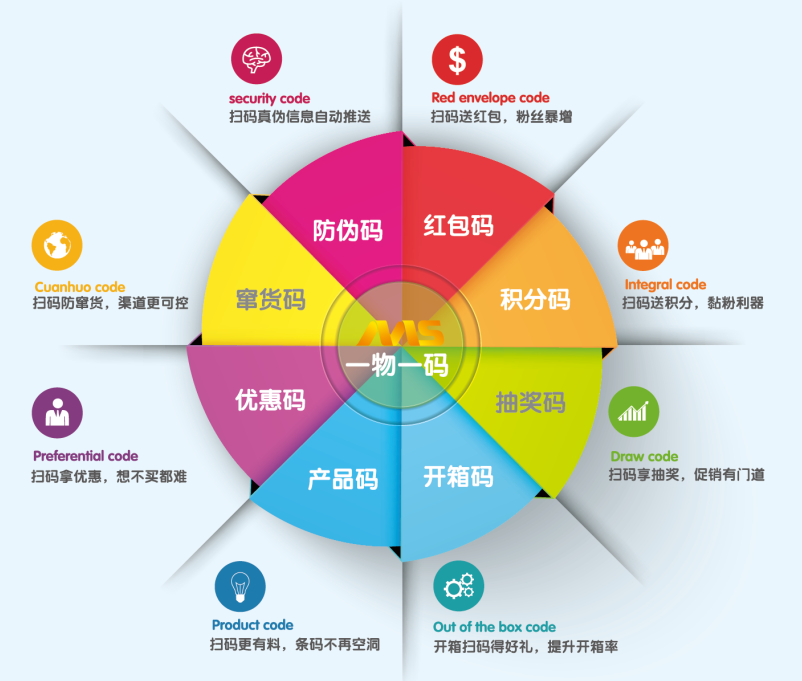 security code
扫码真伪信息自动推送
Red envelope code
扫码送红包，粉丝暴增
防伪码
红包码
Cuanhuo code
扫码防窜货，渠道更可控
窜货码
积分码
Integral code
扫码送积分，黏粉利器
MS
一物一码
Preferential code
扫码拿优惠，想不买都难
优惠码
抽奖码
Draw code
扫码享抽奖，促销有门道
产品码
开箱码
Product code
扫码更有料，条码不再空洞
Out of the box code
开箱扫码得好礼，提升开箱率